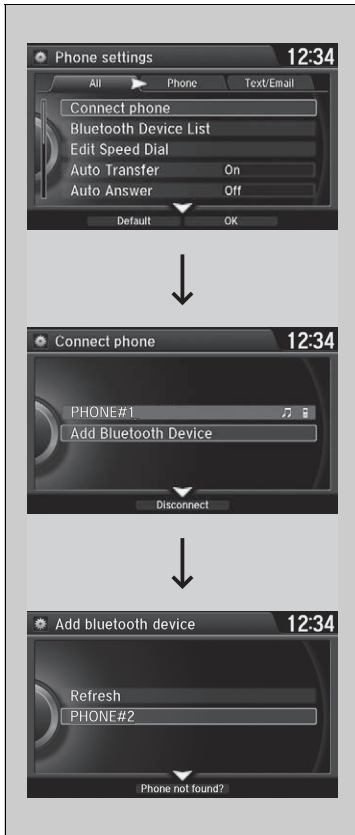 Phone settings 12:34
All Phone Text/Email
Connect phone
Bluetooth Device List
Edit Speed Dial
Auto Transfer On
Auto Answer Off
Default OK
Connect phone 12:34
PHONE#1
Add Bluetooth Device
Disconnect
Add bluetooth device 12:34
Refresh
PHONE#2
Phone not found?